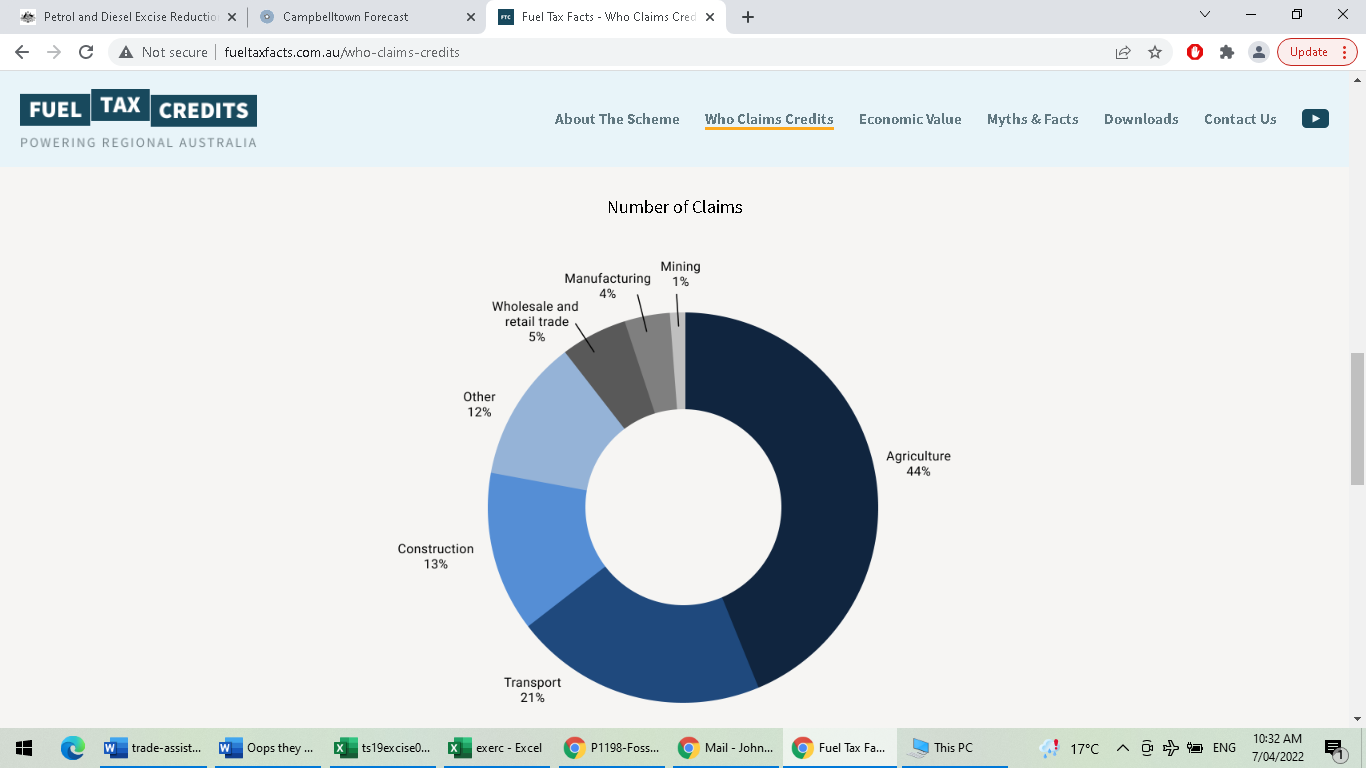 Petrol and Diesel Excise Reductio
Campbelltown Forecast
FTC
Fuel Tax Facts - Who Claims Cred
Not secure
fueltaxfacts.com.au/who-claims-credits
Update
FUEL TAX CREDITS
POWERING REGIONAL AUSTRALIA
About The Scheme
Who Claims Credits
Economic Value
Myths & Facts
Downloads
Contact Us
Number of Claims
Mining
1%
Manufacturing
4%
Wholesale and
retail trade
5%
Other
12%
Agriculture
44%
Construction
13%
Transport
21%
trade-assist...
Oops they ...
ts19excise0...
exerc - Excel
P1198-Foss...
Mail - John...
Fuel Tax Fa...
This PC
17°C
ENG
10:32 AM
7/04/2022
1